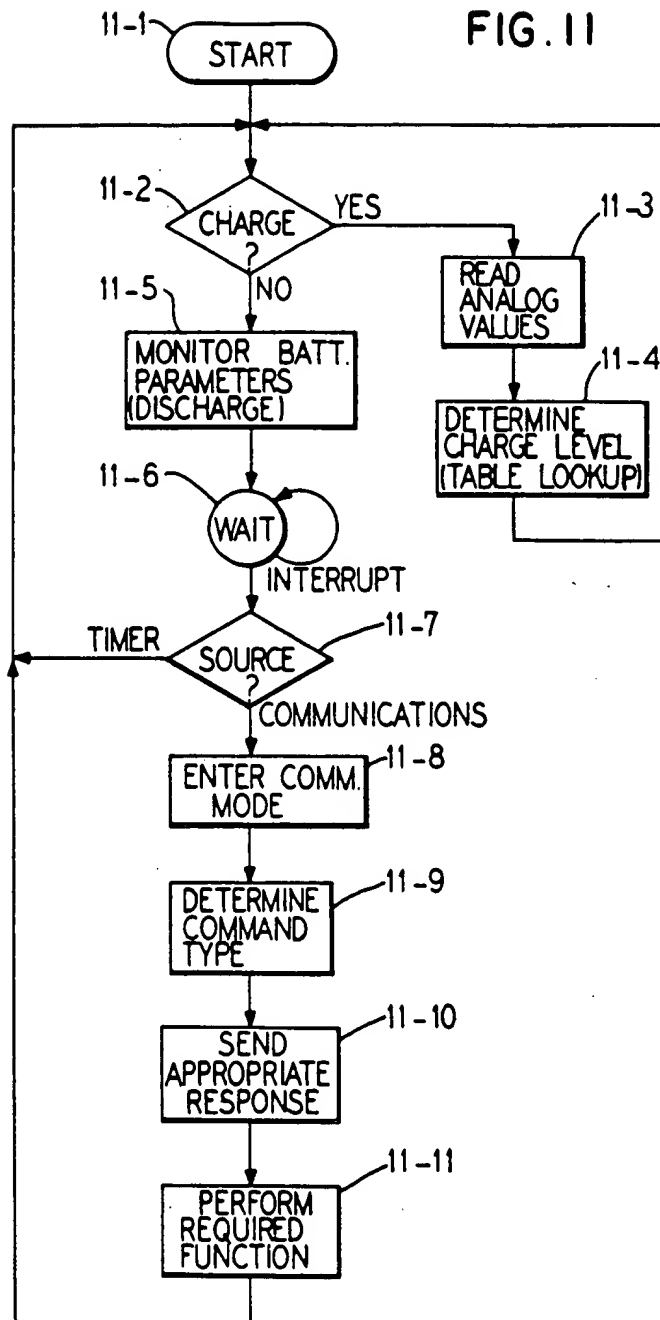 11-1
START
FIG.11
11-2
CHARGE
?
YES
NO
11-3
READ
ANALOG
VALUES
11-4
DETERMINE
CHARGE LEVEL
(TABLE LOOKUP)
11-5
MONITOR BATT.
PARAMETERS
(DISCHARGE)
11-6
WAIT
INTERRUPT
11-7
SOURCE
?
TIMER
COMMUNICATIONS
11-8
ENTER COMM.
MODE
11-9
DETERMINE
COMMAND
TYPE
11-10
SEND
APPROPRIATE
RESPONSE
11-11
PERFORM
REQUIRED
FUNCTION